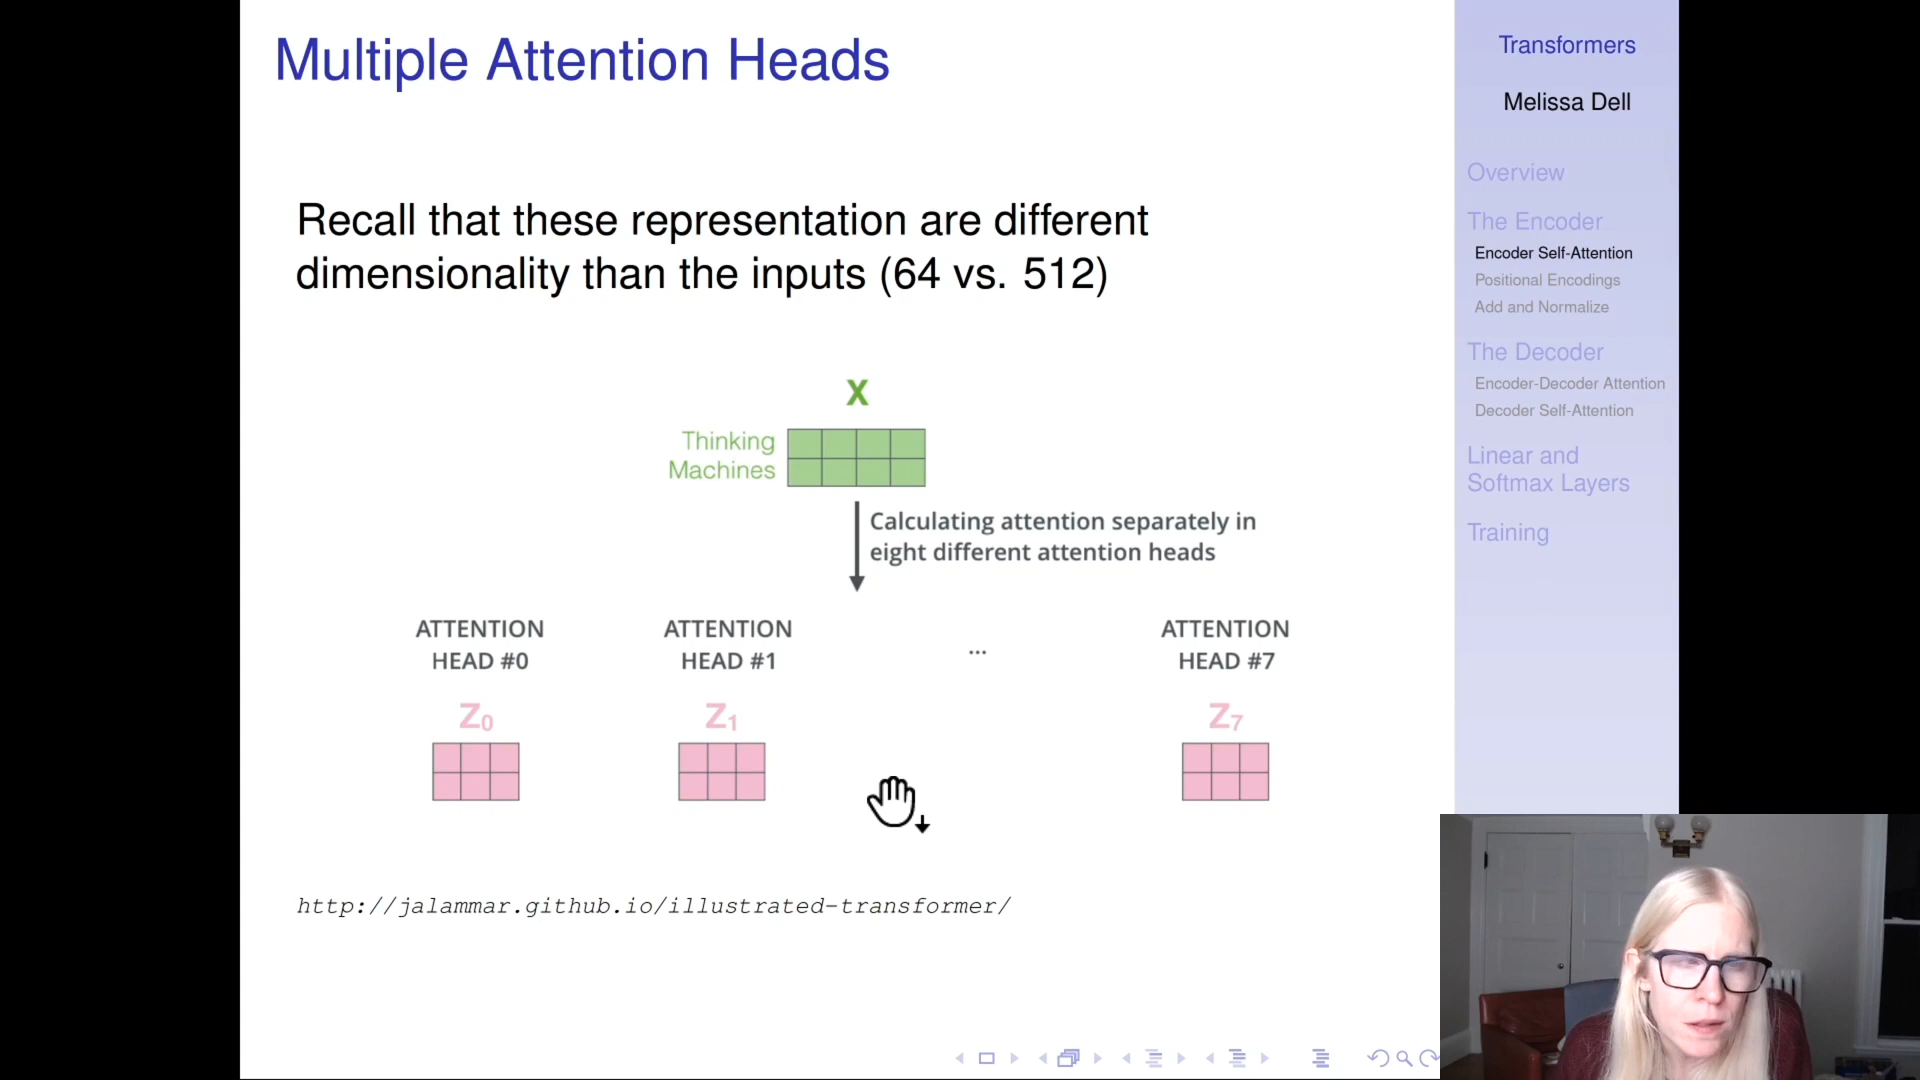 Multiple Attention Heads
Recall that these representation are different
dimensionality than the inputs (64 vs. 512)
X
Thinking
Machines
Calculating attention separately in
eight different attention heads
ATTENTION
HEAD #0
ATTENTION
HEAD #1
...
ATTENTION
HEAD #7
Z0
Z1
Z7
http://jalammar.github.io/illustrated-transformer/
Transformers
Melissa Dell
Overview
The Encoder
Encoder Self-Attention
Positional Encodings
Add and Normalize
The Decoder
Encoder-Decoder Attention
Decoder Self-Attention
Linear and
Softmax Layers
Training